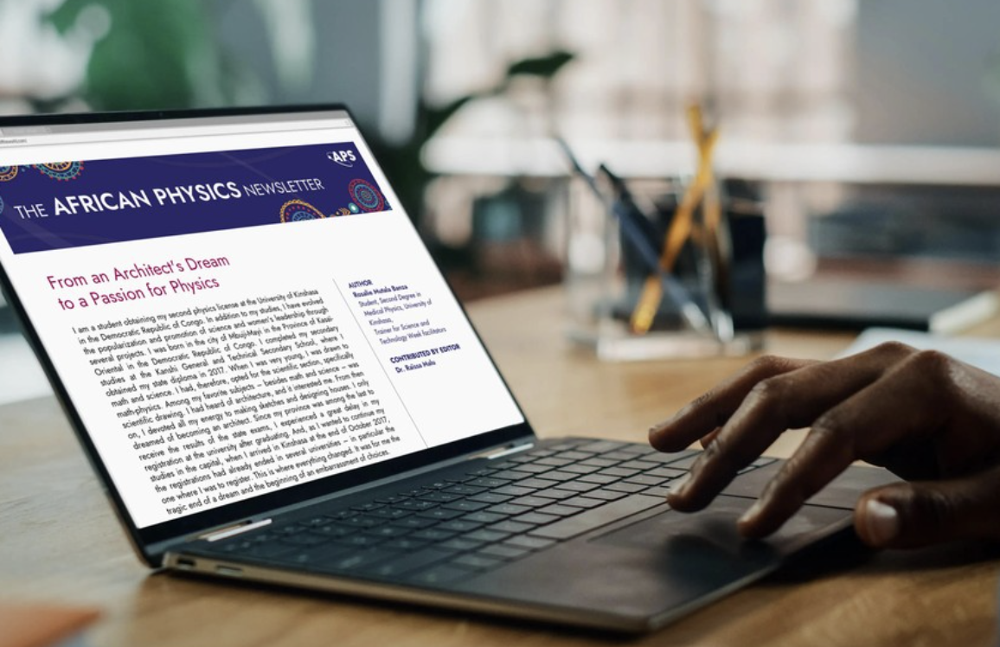 APS
THE AFRICAN PHYSICS NEWSLETTER
From an Architect's Dream
to a Passion for Physics
I am a student obtaining my second physics license at the University of Kinshasa
in the Democratic Republic of Congo. In addition to my studies, I have evolved
the popularization and promotion of science and women's leadership through
several projects. I was born in the city of Mbuji-Mayi in the Province of Kasai-
Oriental in the Democratic Republic of Congo. I completed my secondary
studies at the Kanshi General and Technical Secondary School, where I
obtained my state diploma in 2017. When I was very young, I was drawn to
math and science. I had, therefore, opted for the scientific section, specifically
math-physics. Among my favorite subjects – besides math and science – was
scientific drawing. I had heard of architecture, and it interested me. From then
on, I devoted all my energy to making sketches and designing houses. I only
dreamed of becoming an architect. Since my province was among the last to
receive the results of the state exams, I experienced a great delay in my
registration at the university after graduating. And, as I wanted to continue my
studies in the capital, when I arrived in Kinshasa at the end of October 2017,
the registrations had already ended in several universities – in particular the
one where I was to register. This is where everything changed. It was for me the
tragic end of a dream and the beginning of an embarrassment of choices.
AUTHOR
Rosalie Mutala Banza
Student, Second Degree in
Medical Physics, University of
Kinshasa,
Trainer for Science and
Technology Week facilitators
CONTRIBUTED BY EDITOR
Dr. Raïssa Malu